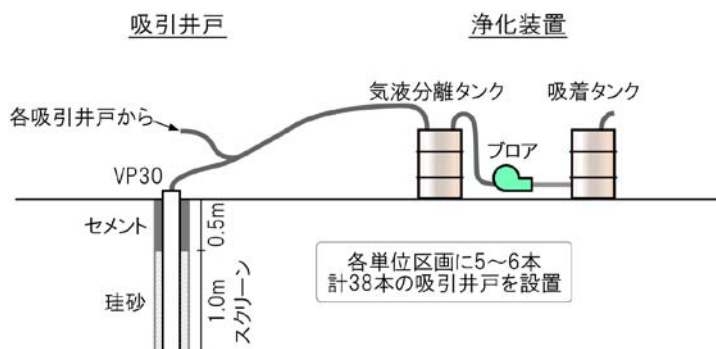 吸引井戸
浄化装置
気液分離タンク
吸着タンク
各吸引井戸から
ブロア
VP30
セメント
0.5m
各単位区画に5～6本
計38本の吸引井戸を設置
珪砂
1.0m
スクリーン